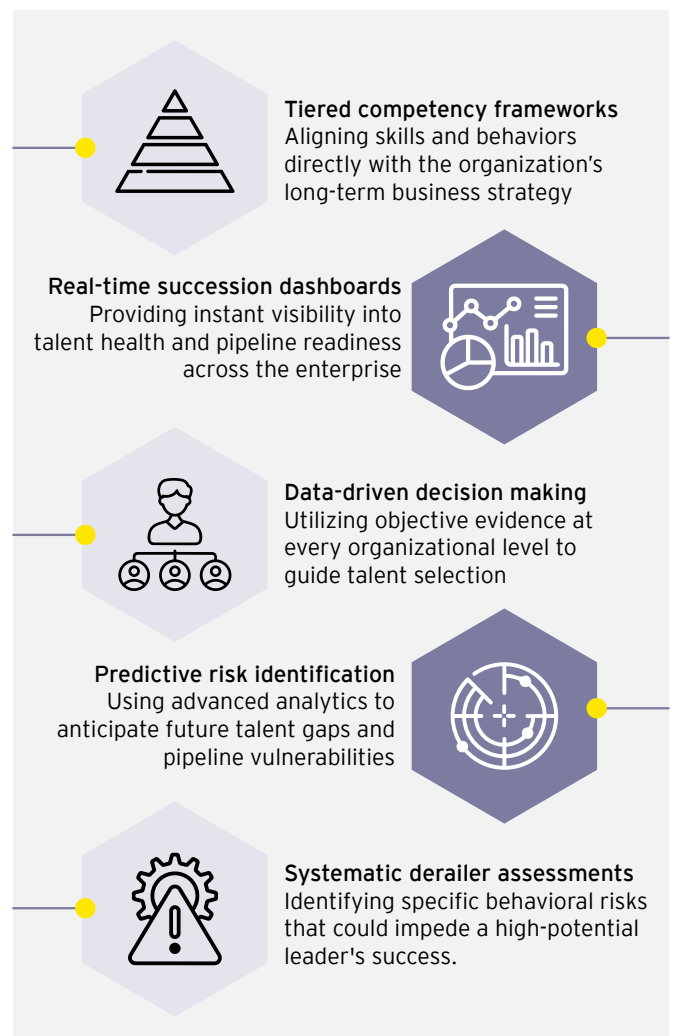 Tiered competency frameworks
Aligning skills and behaviors
directly with the organization’s
long-term business strategy
Real-time succession dashboards
Providing instant visibility into
talent health and pipeline readiness
across the enterprise
Data-driven decision making
Utilizing objective evidence at
every organizational level to
guide talent selection
Predictive risk identification
Using advanced analytics to
anticipate future talent gaps and
pipeline vulnerabilities
Systematic derailer assessments
Identifying specific behavioral risks
that could impede a high-potential
leader's success.